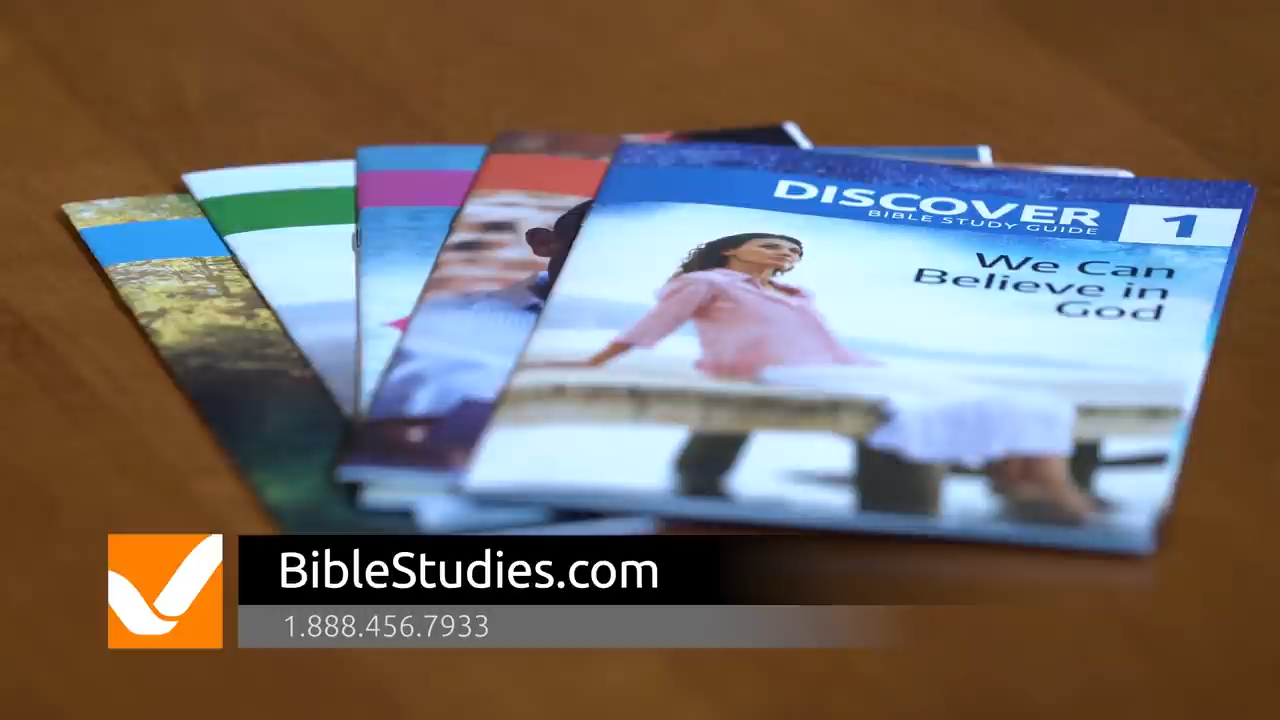 DISCOVER
BIBLE STUDY GUIDE
1
We Can
Believe in
God
BibleStudies.com
1.888.456.7933